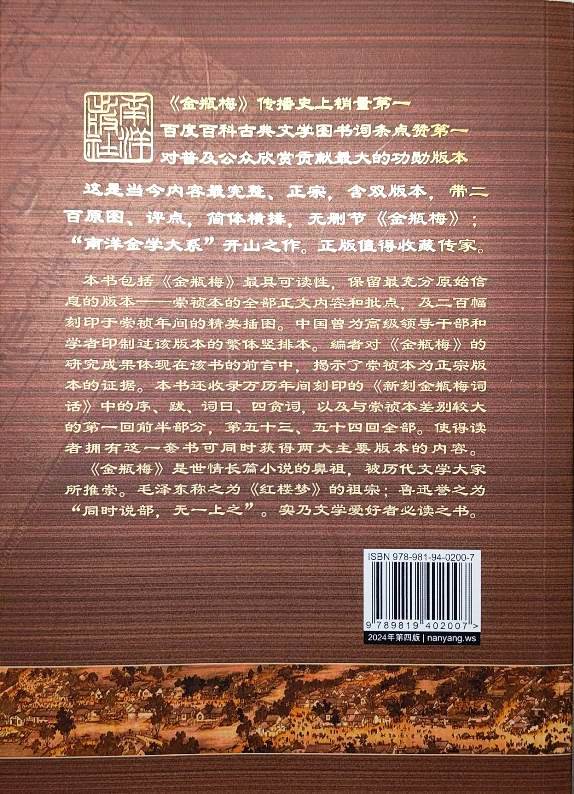 南洋出版社
《金瓶梅》传播史上销量第一
百度百科古典文学图书词条点赞第一
对普及公众欣赏贡献最大的功勋版本
这是当今内容最完整、正宗，含双版本，带二
百原图、评点，简体横排，无删节《金瓶梅》；
“南洋金学大系”开山之作。正版值得收藏传家。
本书包括《金瓶梅》最具可读性，保留最充分原始信
息的版本——崇祯本的全部正文内容和批点，及二百幅
刻印于崇祯年间的精美插图。中国曾为高级领导干部和
学者印制过该版本的繁体竖排本。编者对《金瓶梅》的
研究成果体现在该书的前言中，揭示了崇祯本为正宗版
本的证据。本书还收录万历年间刻印的《新刻金瓶梅词
话》中的序、跋、词曰、四贪词，以及与崇祯本差别较大
的第一回前半部分，第五十三、五十四回全部。使得读
者拥有这一套书可同时获得两大主要版本的内容。
《金瓶梅》是世情长篇小说的鼻祖，被历代文学大家
所推崇。毛泽东称之为《红楼梦》的祖宗；鲁迅誉之为
“同时说部，无一上之”。实乃文学爱好者必读之书。
ISBN 978-981-94-0200-7
9 789819 402007>
2024年第四版 | nanyang.ws